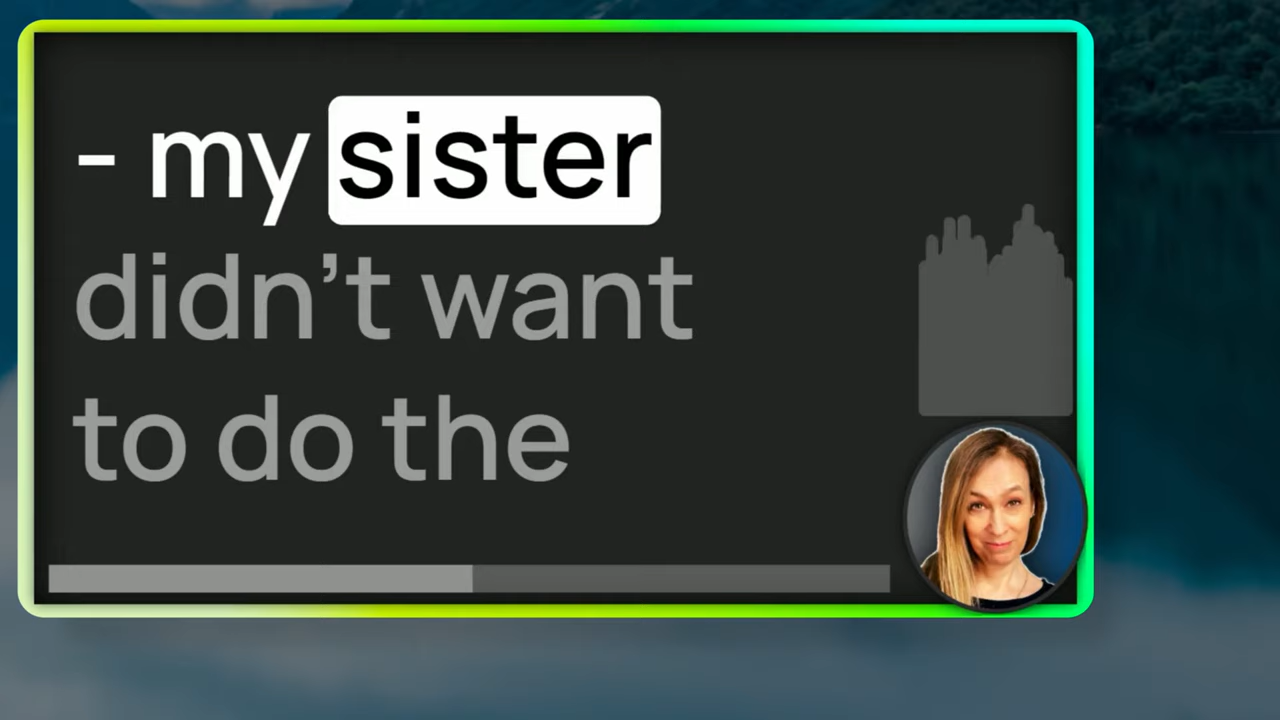 - my sister
didn’t want
to do the